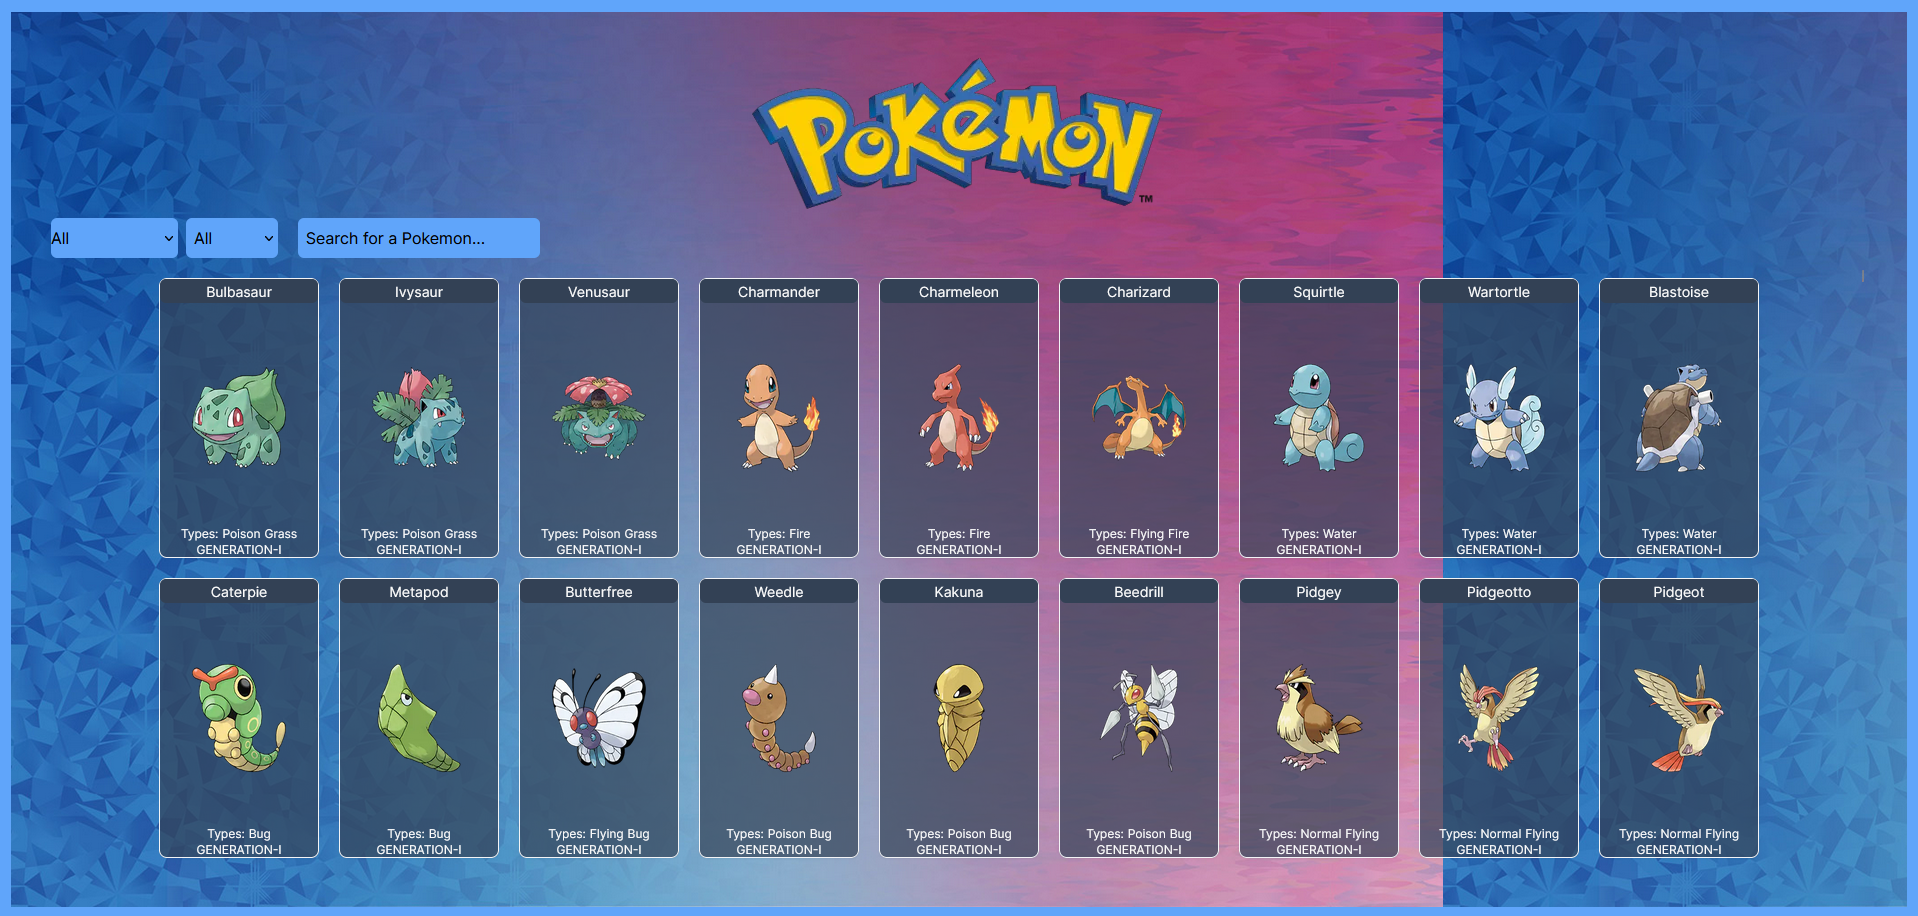 POKéMON
TM
All
All
Search for a Pokemon...
Bulbasaur
Ivysaur
Venusaur
Charmander
Charmeleon
Charizard
Squirtle
Wartortle
Blastoise
Types: Poison Grass
GENERATION-I
Types: Poison Grass
GENERATION-I
Types: Poison Grass
GENERATION-I
Types: Fire
GENERATION-I
Types: Fire
GENERATION-I
Types: Flying Fire
GENERATION-I
Types: Water
GENERATION-I
Types: Water
GENERATION-I
Types: Water
GENERATION-I
Caterpie
Metapod
Butterfree
Weedle
Kakuna
Beedrill
Pidgey
Pidgeotto
Pidgeot
Types: Bug
GENERATION-I
Types: Bug
GENERATION-I
Types: Flying Bug
GENERATION-I
Types: Poison Bug
GENERATION-I
Types: Poison Bug
GENERATION-I
Types: Poison Bug
GENERATION-I
Types: Normal Flying
GENERATION-I
Types: Normal Flying
GENERATION-I
Types: Normal Flying
GENERATION-I